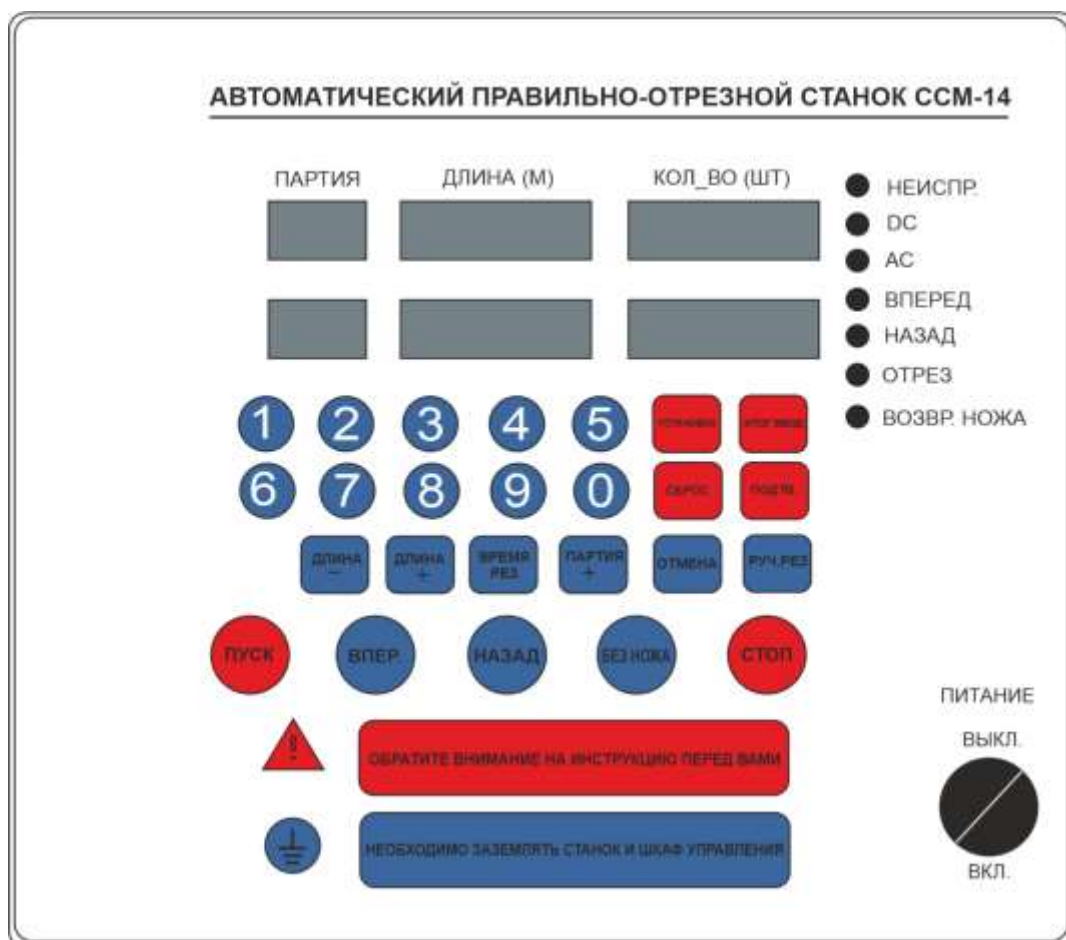 АВТОМАТИЧЕСКИЙ ПРАВИЛЬНО-ОТРЕЗНОЙ СТАНОК ССМ-14
ПАРТИЯ ДЛИНА (М) КОЛ_ВО (ШТ)
НЕИСПР.
DC
AC
ВПЕРЕД
НАЗАД
ОТРЕЗ
ВОЗВР. НОЖА
1 2 3 4 5
6 7 8 9 0 СБРОС ПОДТВ.
ДЛИНА ДЛИНА ВРЕМЯ ПАРТИЯ ОТМЕНА РУЧ.РЕЗ
− + РЕЗ +
ПУСК ВПЕР. НАЗАД БЕЗ НОЖА СТОП
ПИТАНИЕ
ВЫКЛ.
ВКЛ.
!
ОБРАТИТЕ ВНИМАНИЕ НА ИНСТРУКЦИЮ ПЕРЕД ВАМИ
НЕОБХОДИМО ЗАЗЕМЛЯТЬ СТАНОК И ШКАФ УПРАВЛЕНИЯ